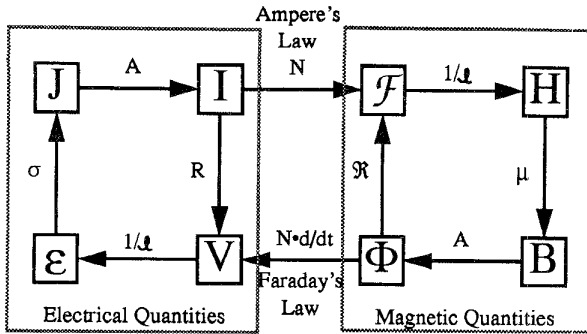 Ampere's
Law
N
J
A
I
ℱ
1/ℓ
H
σ
R
ℜ
μ
ε
1/ℓ
V
N•d/dt
Φ
A
B
Faraday's
Law
Electrical Quantities
Magnetic Quantities